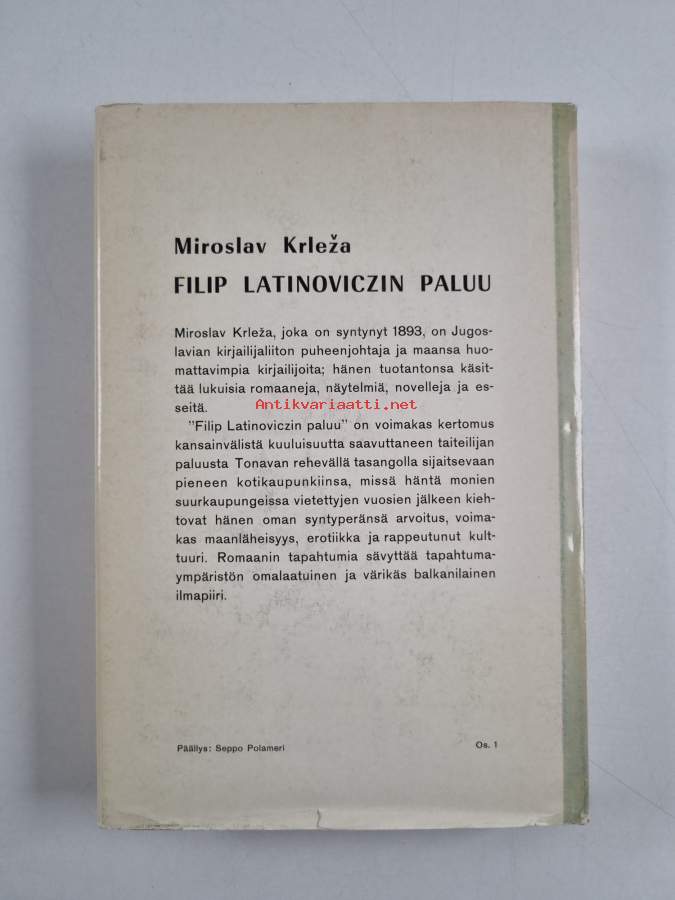 Miroslav Krleža
FILIP LATINOVICZIN PALUU
Miroslav Krleža, joka on syntynyt 1893, on Jugos-
lavian kirjailijaliiton puheenjohtaja ja maansa huo-
mattavimpia kirjailijoita; hänen tuotantonsa käsit-
tää lukuisia romaaneja, näytelmiä, novelleja ja es-
seitä.
Antikvariaatti.net
"Filip Latinoviczin paluu" on voimakas kertomus
kansainvälistä kuuluisuutta saavuttaneen taiteilijan
paluusta Tonavan rehevällä tasangolla sijaitsevaan
pieneen kotikaupunkiinsa, missä häntä monien
suurkaupungeissa vietettyjen vuosien jälkeen kieh-
tovat hänen oman syntyperänsä arvoitus, voima-
kas maanläheisyys, erotiikka ja rappeutunut kult-
tuuri. Romaanin tapahtumia sävyttää tapahtuma-
ympäristön omalaatuinen ja värikäs balkanilainen
ilmapiiri.
Päällys: Seppo Polameri
Os. 1